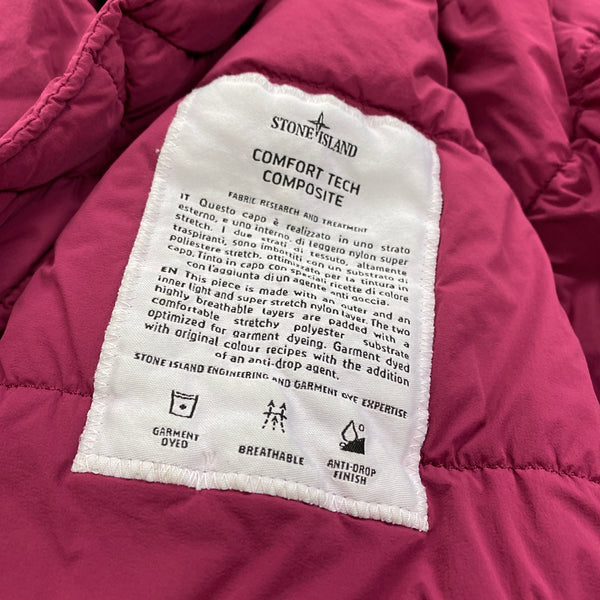 STONE ISLAND
COMFORT TECH
COMPOSITE
FABRIC RESEARCH AND TREATMENT
IT Questo capo è realizzato in uno strato
esterno, e uno interno di leggero nylon super
stretch. I due strati di tessuto, altamente
traspiranti, sono imbottiti con un substrato di
poliestere stretch, ottimizzato per la tintura in
capo. Tinto in capo con speciali ricette di colore
con l'aggiunta di un agente anti goccia.
EN This piece is made with an outer and an
inner light and super stretch nylon layer. The two
highly breathable layers are padded with a
comfortable stretchy polyester substrate
optimized for garment dyeing. Garment dyed
with original colour recipes with the addition
of an anti-drop agent.
STONE ISLAND ENGINEERING AND GARMENT DYE EXPERTISE
GARMENT
DYED
BREATHABLE
ANTI-DROP
FINISH